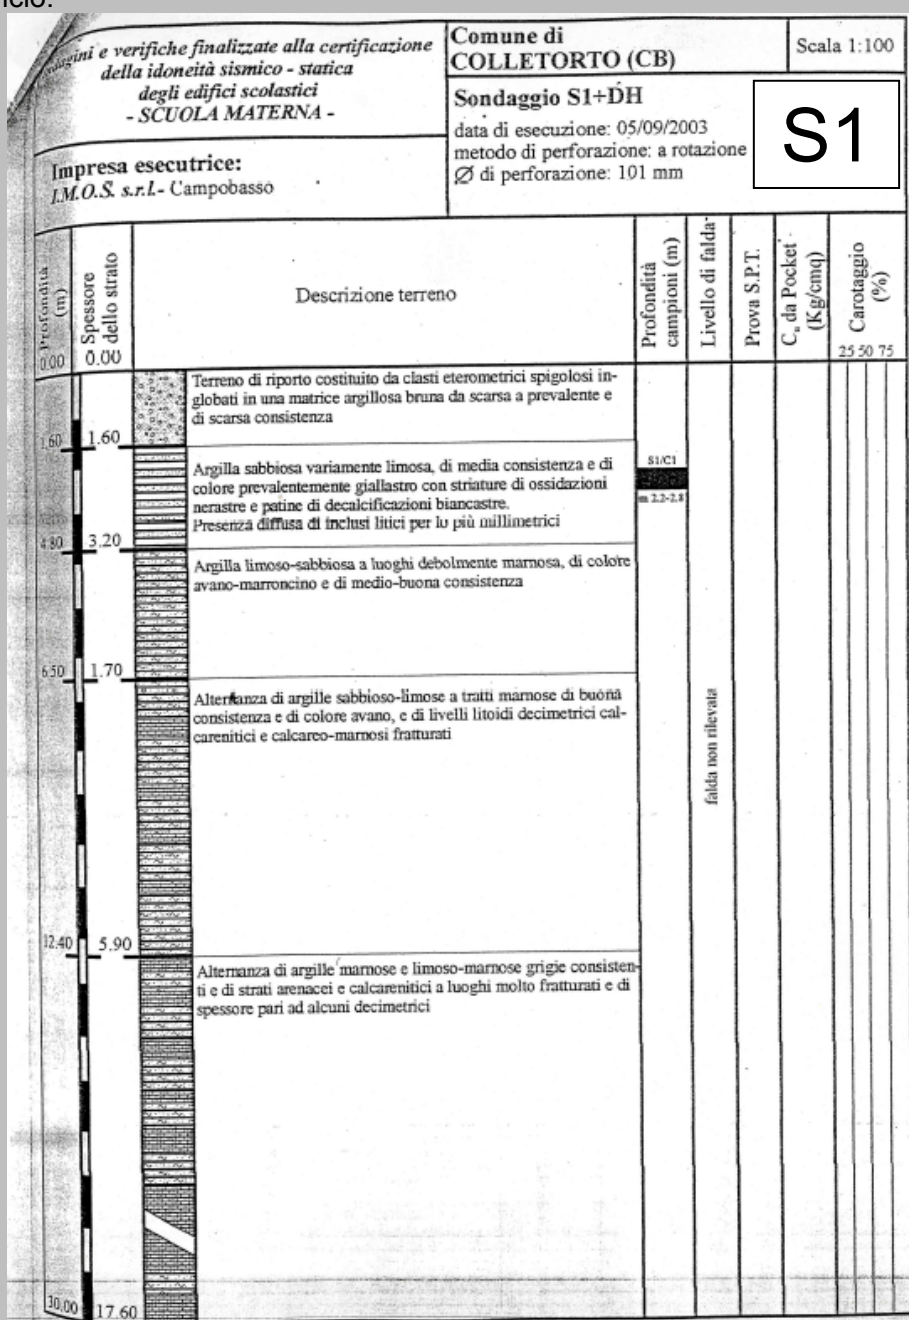 icio.
indagini e verifiche finalizzate alla certificazione
della idoneità sismico - statica
degli edifici scolastici
- SCUOLA MATERNA -
Impresa esecutrice:
I.M.O.S. s.r.l.- Campobasso
Comune di
COLLETORTO (CB)
Scala 1:100
Sondaggio S1+DH
data di esecuzione: 05/09/2003
metodo di perforazione: a rotazione
Ø di perforazione: 101 mm
S1
Profondità
(m)
0.00
Spessore
dello strato
0.00
Descrizione terreno
Profondità
campioni (m)
Livello di falda
Prova S.P.T.
Cu da Pocket
(Kg/cmq)
Carotaggio
(%)
25 50 75
Terreno di riporto costituito da clasti eterometrici spigolosi in-
globati in una matrice argillosa bruna da scarsa a prevalente e
di scarsa consistenza
1.60
1.60
Argilla sabbiosa variamente limosa, di media consistenza e di
colore prevalentemente giallastro con striature di ossidazioni
nerastre e patine di decalcificazioni biancastre.
Presenza diffusa di inclusi litici per lo più millimetrici
S1/C1
m 2.2-2.8
4.80
3.20
Argilla limoso-sabbiosa a luoghi debolmente marnosa, di colore
avano-marroncino e di medio-buona consistenza
6.50
1.70
Alternanza di argille sabbioso-limose a tratti marnose di buona
consistenza e di colore avano, e di livelli litoidi decimetrici cal-
carenitici e calcareo-marnosi fratturati
falda non rilevata
12.40
5.90
Alternanza di argille marnose e limoso-marnose grigie consisten-
ti e di strati arenacei e calcarenitici a luoghi molto fratturati e di
spessore pari ad alcuni decimetrici
30.00
17.60